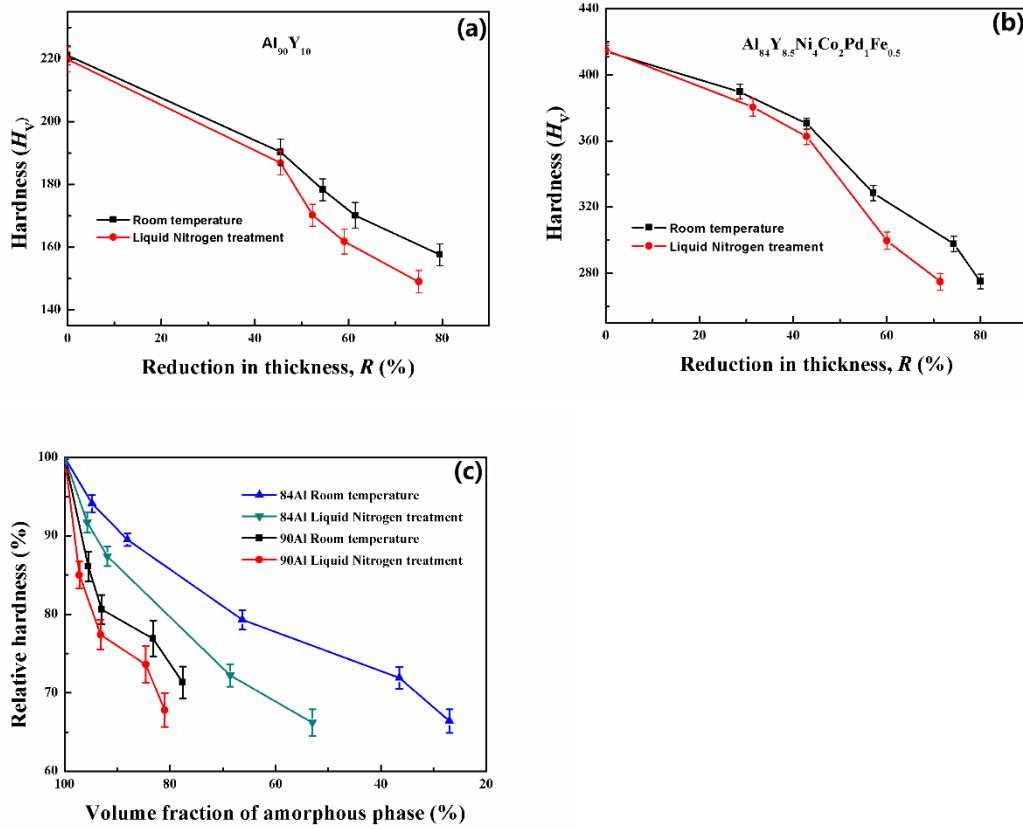 (a)
Al90Y10
220
200
180
160
140
Hardness (HV)
Room temperature
Liquid Nitrogen treatment
0 20 40 60 80
Reduction in thickness, R (%)
(b)
Al84Y8.5Ni4Co2Pd1Fe0.5
440
400
360
320
280
Hardness (HV)
Room temperature
Liquid Nitrogen treament
0 20 40 60 80
Reduction in thickness, R (%)
(c)
100
90
80
70
60
Relative hardness (%)
84Al Room temperature
84Al Liquid Nitrogen treatment
90Al Room temperature
90Al Liquid Nitrogen treatment
100 80 60 40 20
Volume fraction of amorphous phase (%)